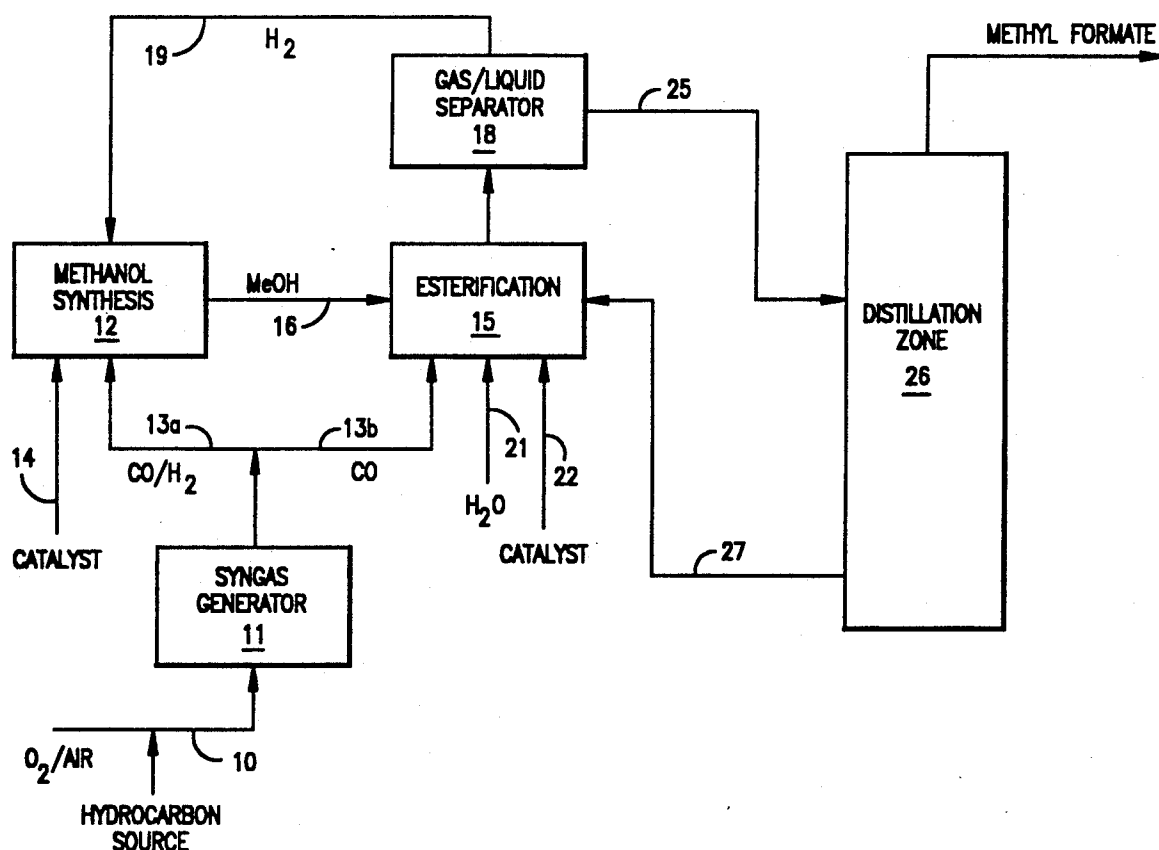 METHYL FORMATE
19
H2
GAS/LIQUID
SEPARATOR
18
25
METHANOL
SYNTHESIS
12
MeOH
16
ESTERIFICATION
15
DISTILLATION
ZONE
26
13a
13b
CO/H2
CO
14
21
22
H2O
CATALYST
CATALYST
27
SYNGAS
GENERATOR
11
O2/AIR
10
HYDROCARBON
SOURCE